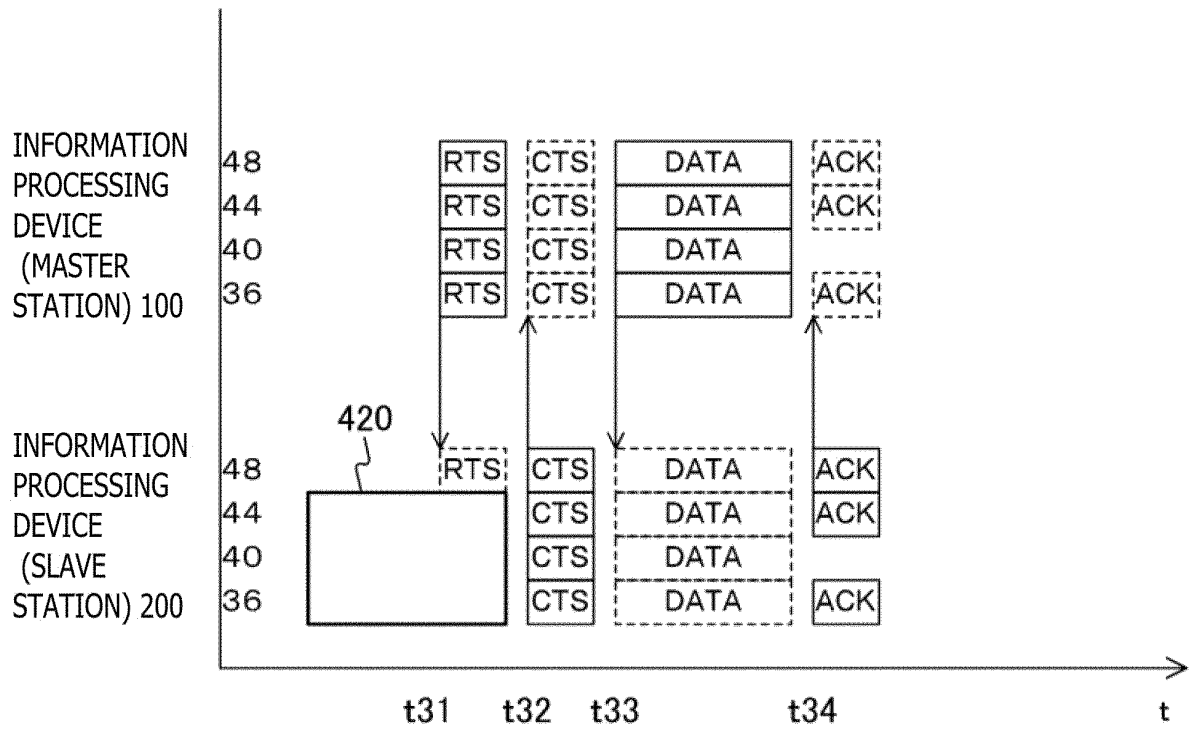 INFORMATION
PROCESSING
DEVICE
(MASTER
STATION) 100
48 RTS CTS DATA ACK
44 RTS CTS DATA ACK
40 RTS CTS DATA
36 RTS CTS DATA ACK
420
INFORMATION
PROCESSING
DEVICE
(SLAVE
STATION) 200
48 RTS CTS DATA ACK
44 CTS DATA ACK
40 CTS DATA
36 CTS DATA ACK
t31 t32 t33 t34 t